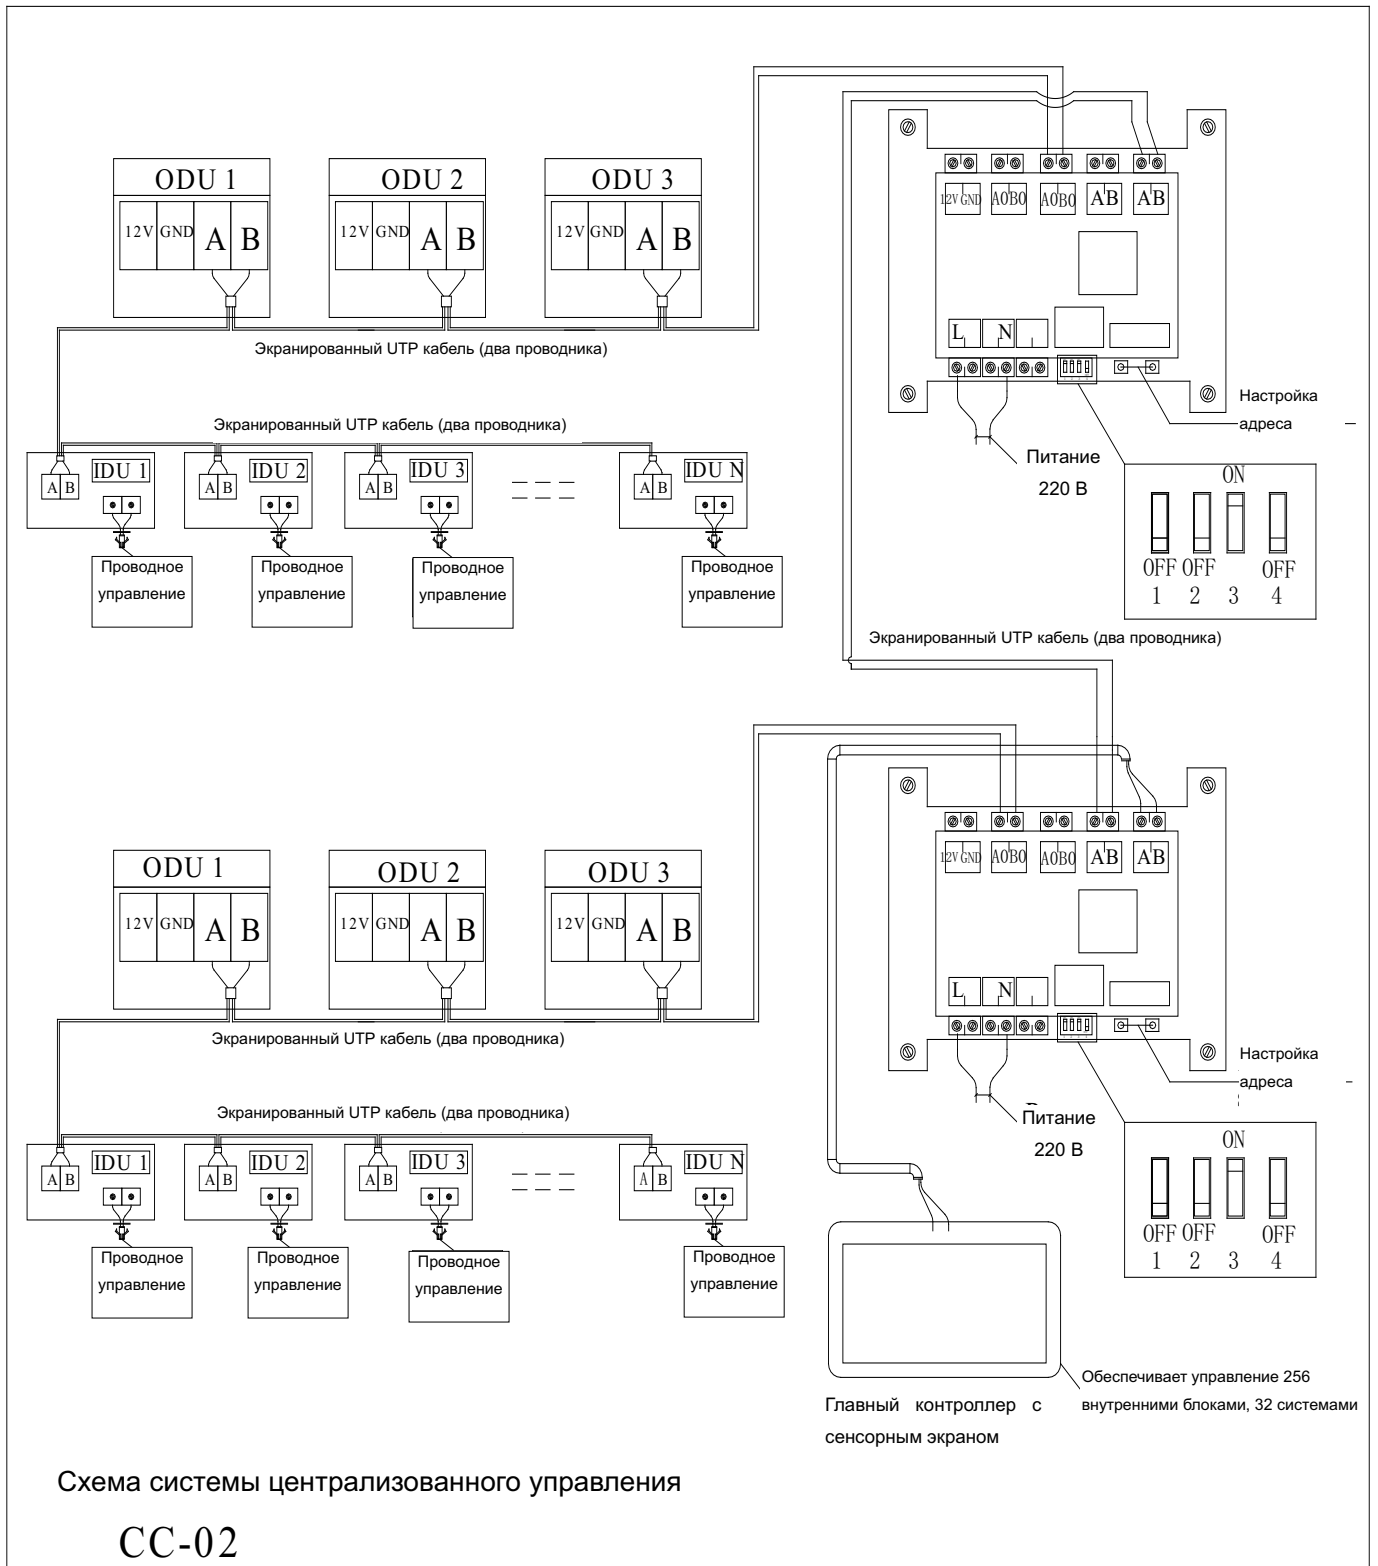 ODU 1
12V GND A B
ODU 2
12V GND A B
ODU 3
12V GND A B
Экранированный UTP кабель (два проводника)
Экранированный UTP кабель (два проводника)
IDU 1
A B
IDU 2
A B
IDU 3
A B
IDU N
A B
Проводное
управление
Проводное
управление
Проводное
управление
Проводное
управление
12V GND A0B0 A0B0 AB AB
L N
Настройка
адреса
Питание
220 В
ON
OFF OFF OFF
1 2 3 4
Экранированный UTP кабель (два проводника)
ODU 1
12V GND A B
ODU 2
12V GND A B
ODU 3
12V GND A B
Экранированный UTP кабель (два проводника)
Экранированный UTP кабель (два проводника)
IDU 1
A B
IDU 2
A B
IDU 3
A B
IDU N
A B
Проводное
управление
Проводное
управление
Проводное
управление
Проводное
управление
12V GND A0B0 A0B0 AB AB
L N
Настройка
адреса
Питание
220 В
ON
OFF OFF OFF
1 2 3 4
Обеспечивает управление 256
внутренними блоками, 32 системами
Главный контроллер с
сенсорным экраном
Схема системы централизованного управления
CC-02